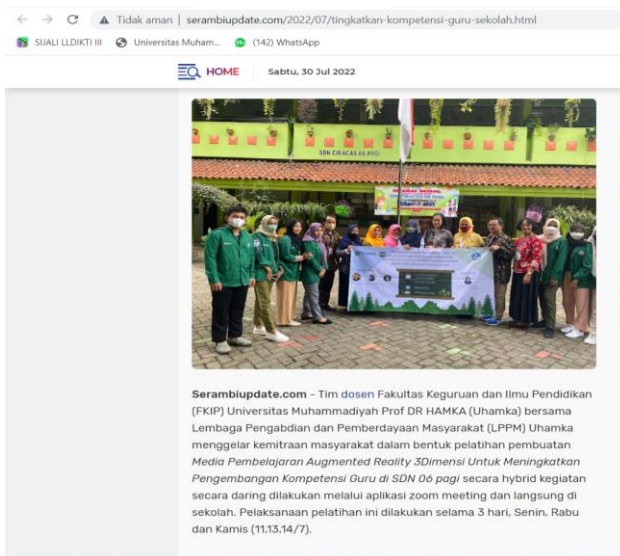 Tidak aman | serambiupdate.com/2022/07/tingkatkan-kompetensi-guru-sekolah.html
SIJALI LLDIKTI III Universitas Muham... (142) WhatsApp
HOME Sabtu, 30 Jul 2022
SDN CIRACAS 06 PAGI
SELAMAT DATANG
Serambiupdate.com - Tim dosen Fakultas Keguruan dan Ilmu Pendidikan
(FKIP) Universitas Muhammadiyah Prof DR HAMKA (Uhamka) bersama
Lembaga Pengabdian dan Pemberdayaan Masyarakat (LPPM) Uhamka
menggelar kemitraan masyarakat dalam bentuk pelatihan pembuatan
Media Pembelajaran Augmented Reality 3Dimensi Untuk Meningkatkan
Pengembangan Kompetensi Guru di SDN 06 pagi secara hybrid kegiatan
secara daring dilakukan melalui aplikasi zoom meeting dan langsung di
sekolah. Pelaksanaan pelatihan ini dilakukan selama 3 hari, Senin, Rabu
dan Kamis (11,13,14/7).